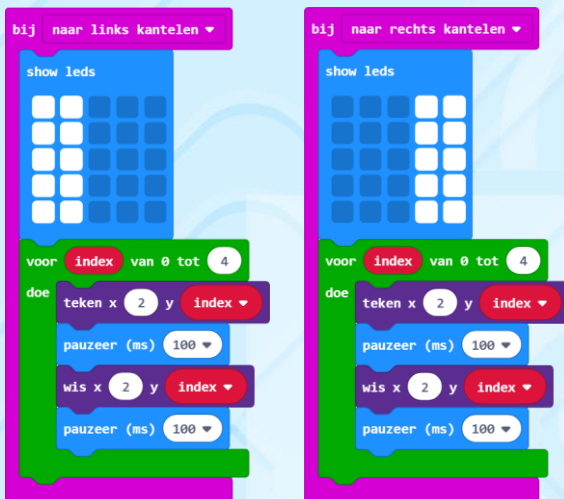 bij naar links kantelen
show leds
voor index van 0 tot 4
doe
teken x 2 y index
pauzeer (ms) 100
wis x 2 y index
pauzeer (ms) 100
bij naar rechts kantelen
show leds
voor index van 0 tot 4
doe
teken x 2 y index
pauzeer (ms) 100
wis x 2 y index
pauzeer (ms) 100